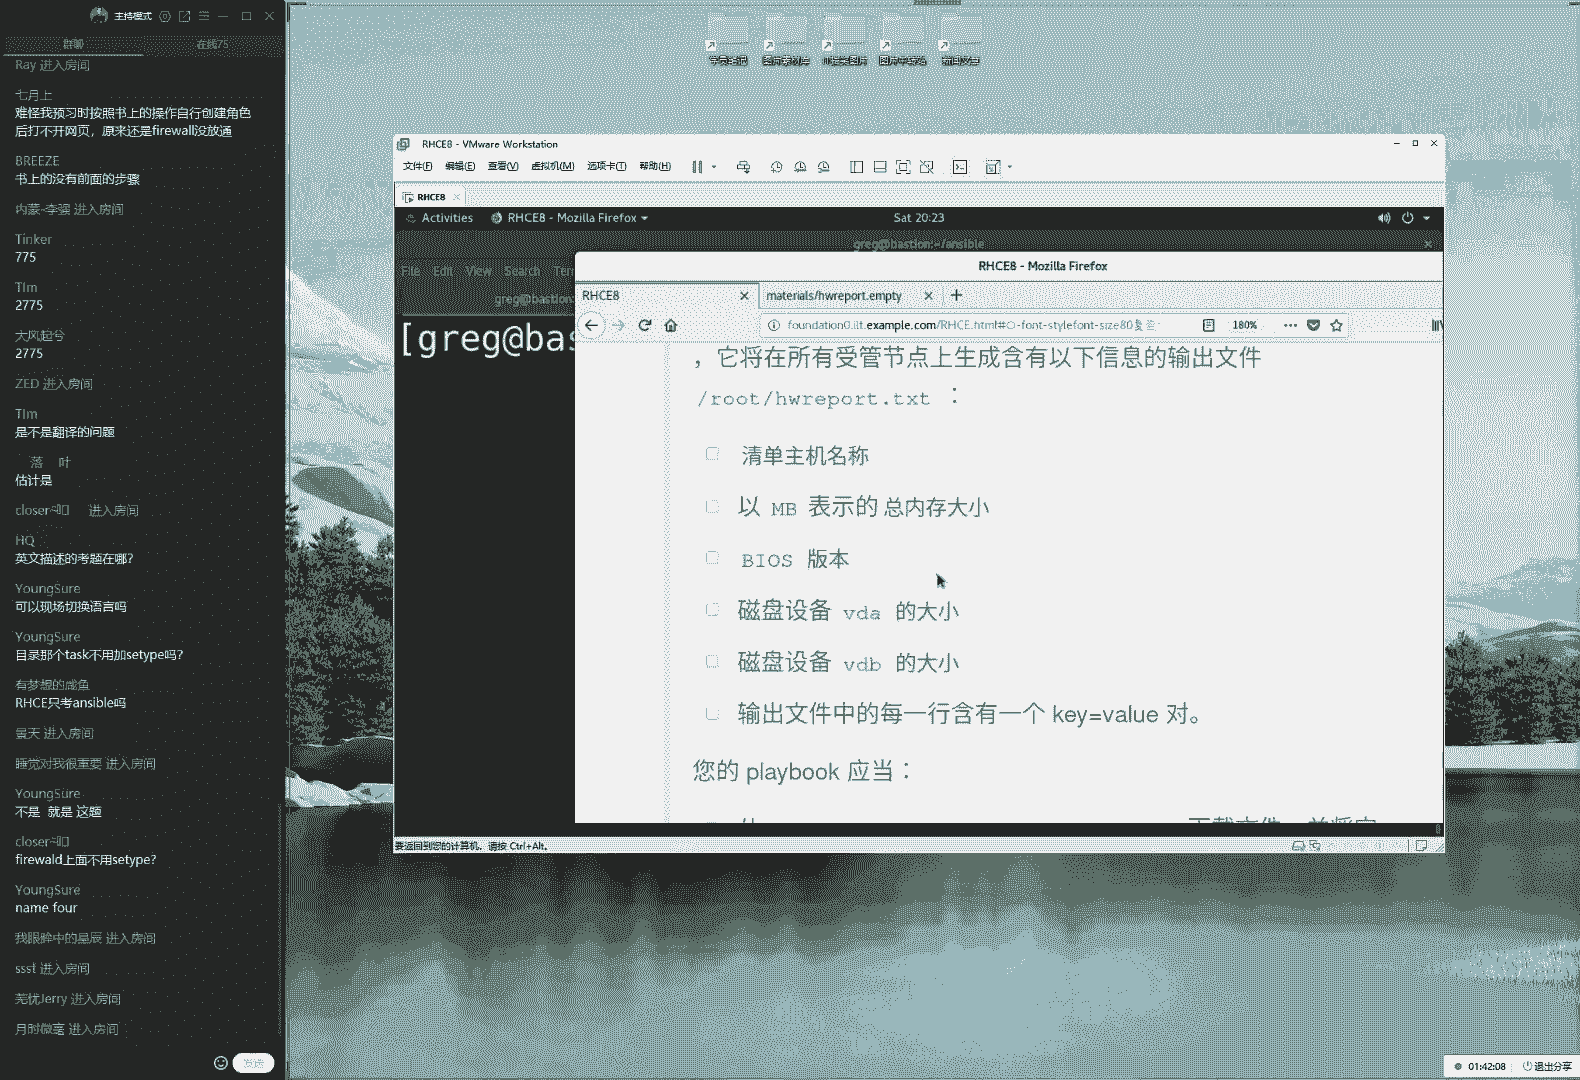 主持模式
群聊
在线75
Ray 进入房间
七月上
难怪我预习时按照书上的操作自行创建角色
后打不开网页，原来还是firewall没放通
BREEZE
书上的没有前面的步骤
内蒙-李强 进入房间
Tinker
775
TIm
2775
大风起兮
2775
ZED 进入房间
TIm
是不是翻译的问题
落 叶
估计是
closer 进入房间
HQ
英文描述的考题在哪？
YoungSure
可以现场切换语言吗
YoungSure
目录那个task不用加setype吗?
有梦想的咸鱼
RHCE只考ansible吗
昙天 进入房间
睡觉对我很重要 进入房间
YoungSure
不是 就是 这题
closer
firewald上面不用setype?
YoungSure
name four
我眼眸中的星辰 进入房间
sssf 进入房间
芜忧Jerry 进入房间
月时微毫 进入房间
发送
RHCE8 - VMware Workstation
文件(F) 编辑(E) 查看(V) 虚拟机(M) 选项卡(T) 帮助(H)
RHCE8
Activities RHCE8 - Mozilla Firefox Sat 20:23
greg@bastion:~/ansible
File Edit View Search Ter
greg@bastion:
[greg@bas
RHCE8 - Mozilla Firefox
RHCE8
materials/hwreport.empty
180%
，它将在所有受管节点上生成含有以下信息的输出文件
/root/hwreport.txt ：
清单主机名称
以 MB 表示的 总内存大小
BIOS 版本
磁盘设备 vda 的大小
磁盘设备 vdb 的大小
输出文件中的每一行含有一个 key=value 对。
您的 playbook 应当：
要返回到您的计算机，请按 Ctrl+Alt。
01:42:08 退出分享